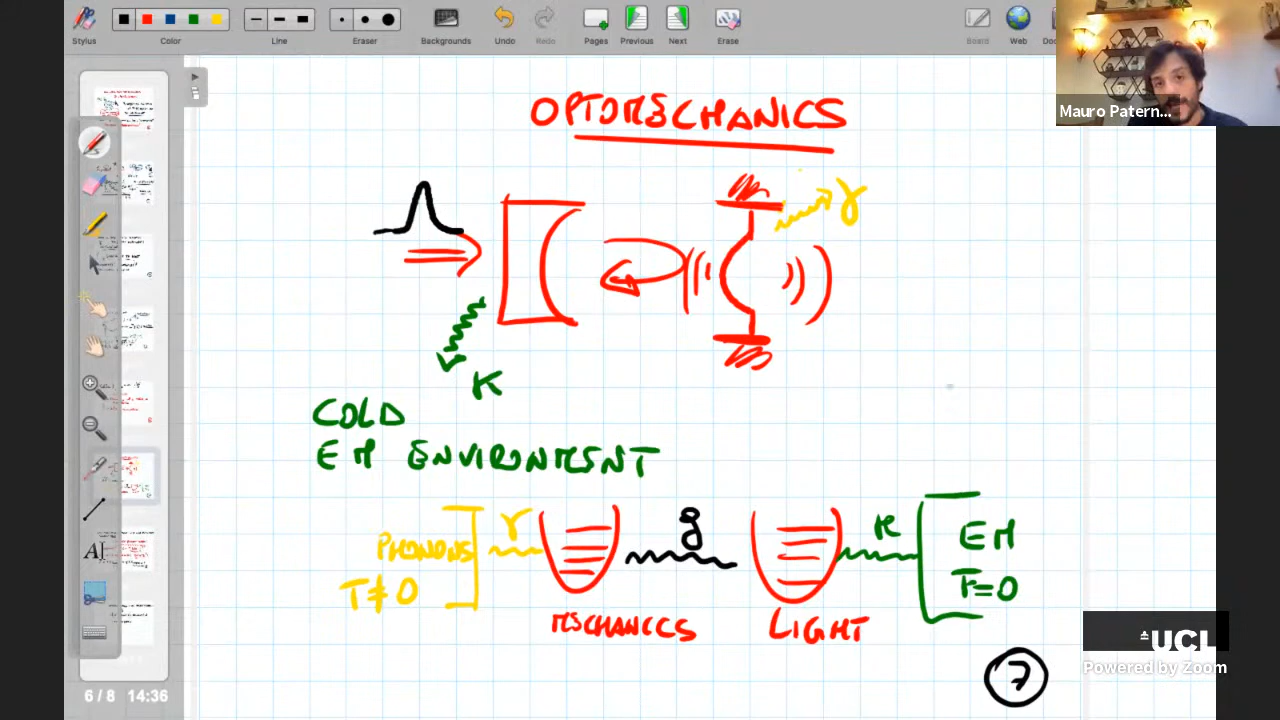 Stylus
Color
Line
Eraser
Backgrounds
Undo
Redo
Pages
Previous
Next
Erase
Board
Web
Mauro Patern...
OPTOMECHANICS
γ
κ
COLD
EM ENVIRONMENT
PHONONS
T≠0
γ
g
κ
EM
T=0
MECHANICS
LIGHT
7
A
6 / 8 14:36
UCL
Powered by Zoom